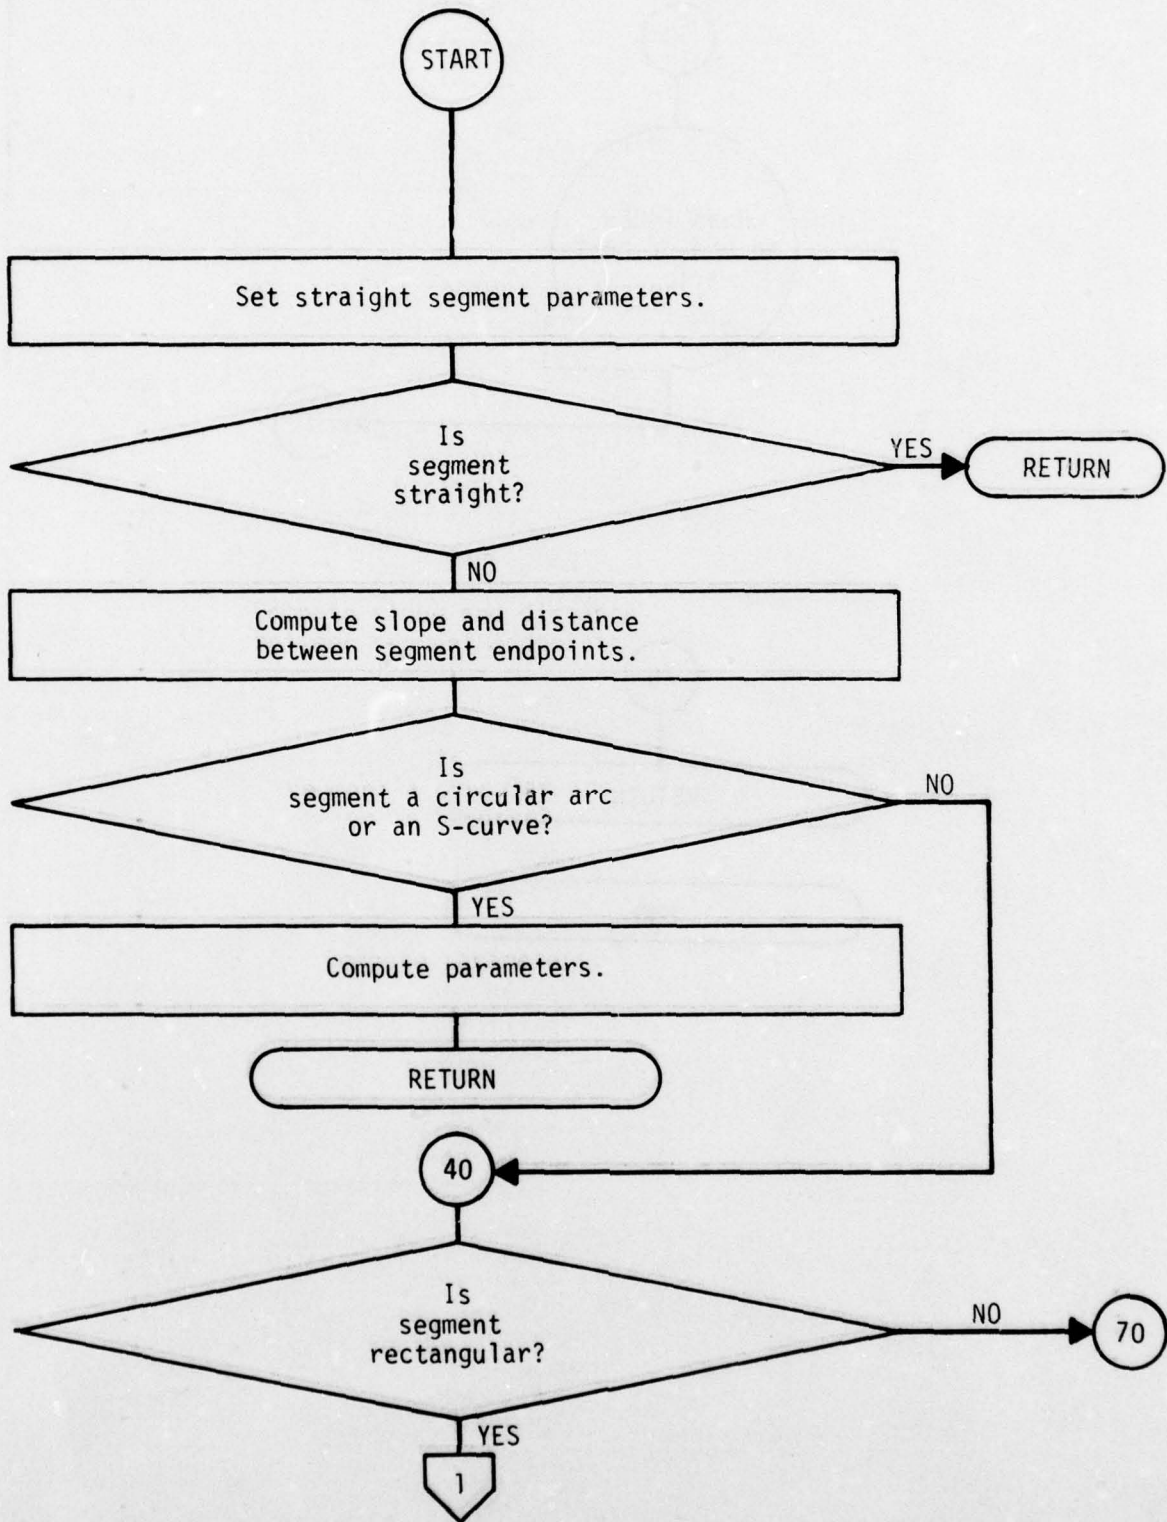 START
Set straight segment parameters.
Is
segment
straight?
YES
RETURN
NO
Compute slope and distance
between segment endpoints.
Is
segment a circular arc
or an S-curve?
NO
YES
Compute parameters.
RETURN
40
Is
segment
rectangular?
NO
70
YES
1